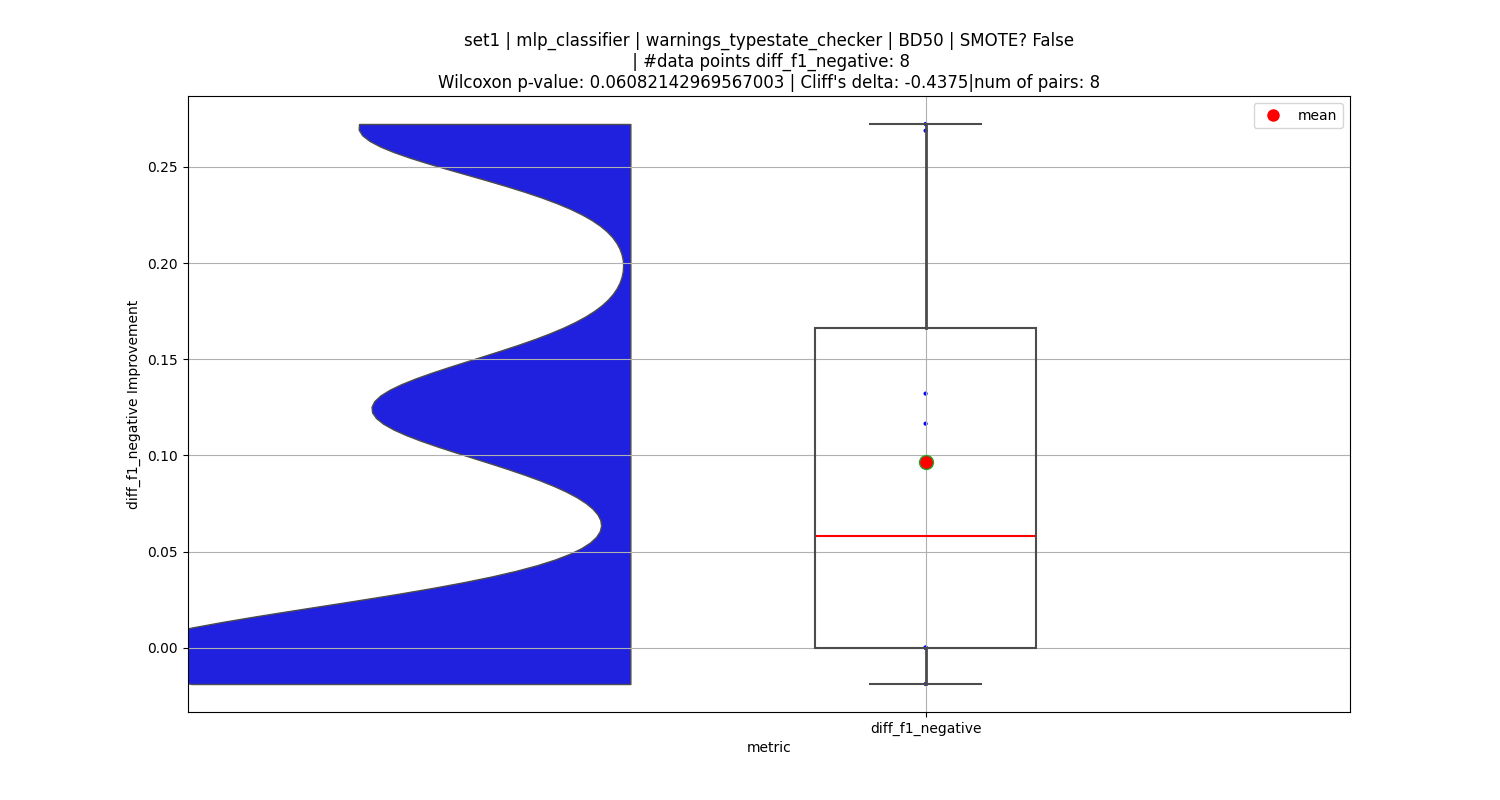 set1 | mlp_classifier | warnings_typestate_checker | BD50 | SMOTE? False
| #data points diff_f1_negative: 8
Wilcoxon p-value: 0.06082142969567003 | Cliff's delta: -0.4375|num of pairs: 8
mean
0.25
0.20
0.15
0.10
0.05
0.00
diff_f1_negative Improvement
diff_f1_negative
metric